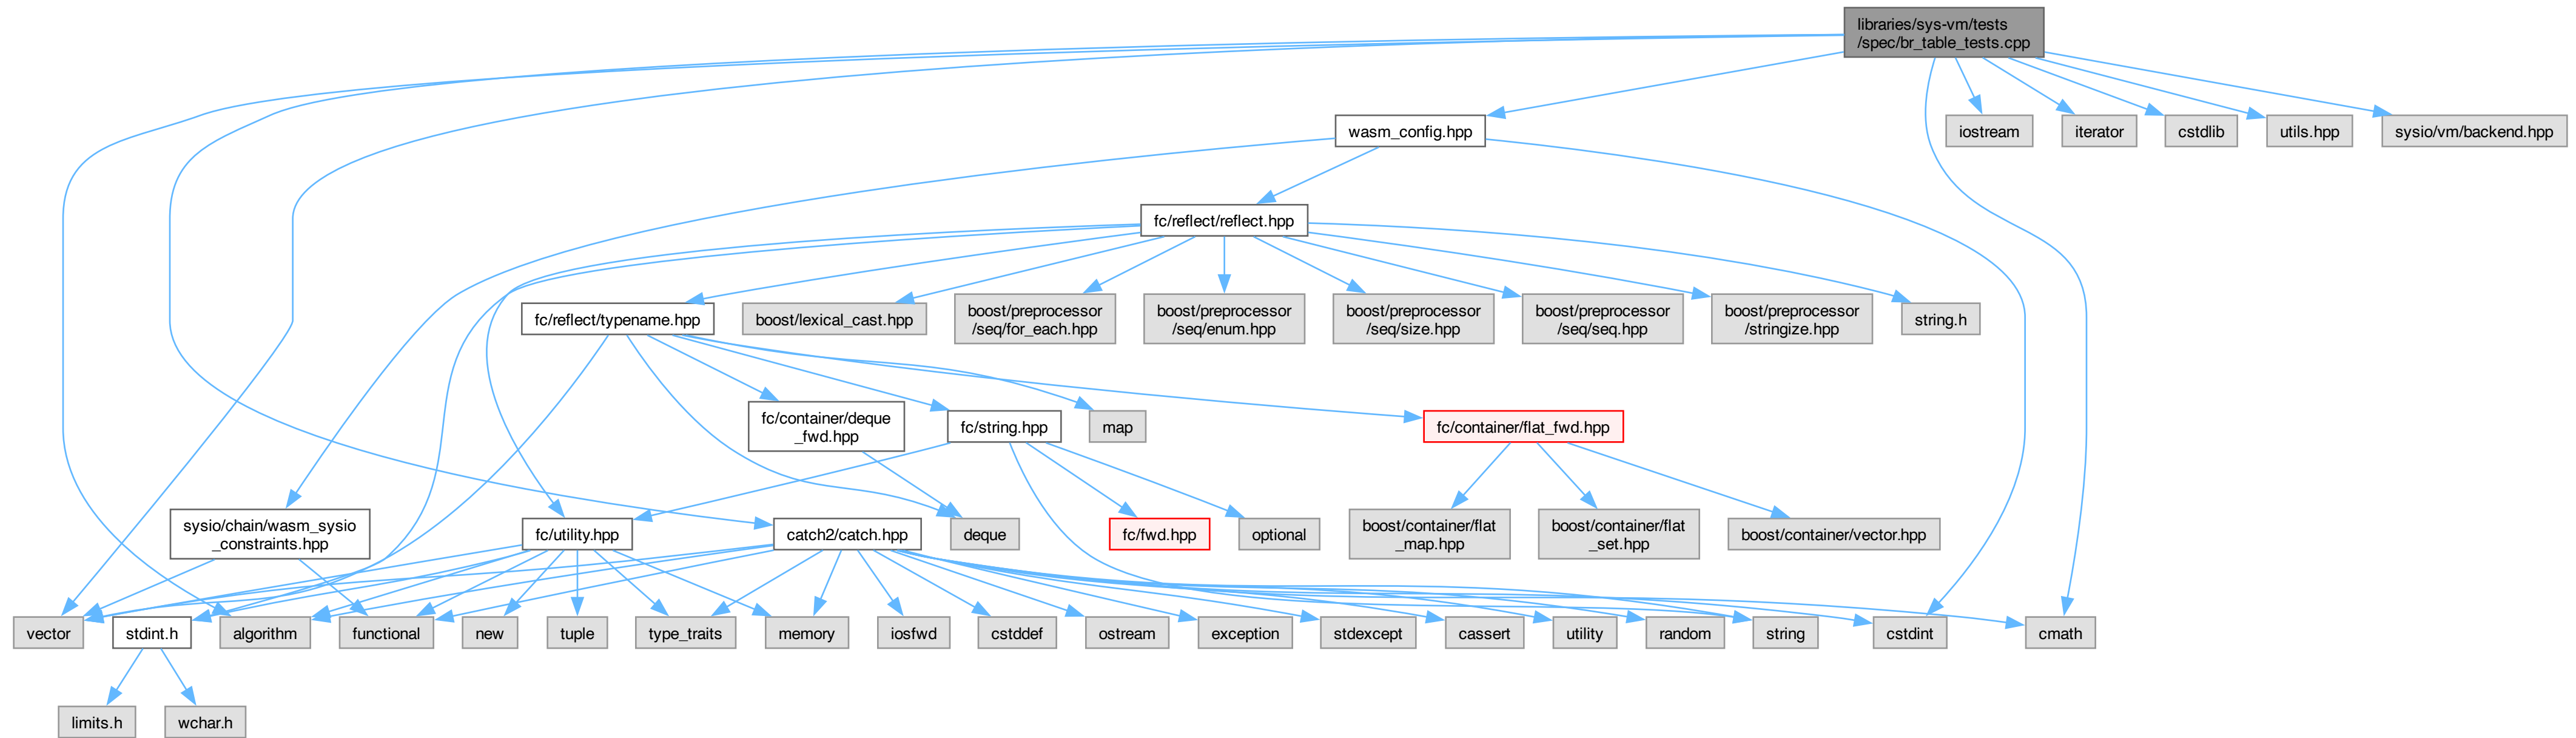 libraries/sys-vm/tests
/spec/br_table_tests.cpp
wasm_config.hpp
iostream
iterator
cstdlib
utils.hpp
sysio/vm/backend.hpp
fc/reflect/reflect.hpp
fc/reflect/typename.hpp
boost/lexical_cast.hpp
boost/preprocessor
/seq/for_each.hpp
boost/preprocessor
/seq/enum.hpp
boost/preprocessor
/seq/size.hpp
boost/preprocessor
/seq/seq.hpp
boost/preprocessor
/stringize.hpp
string.h
fc/container/deque
_fwd.hpp
fc/string.hpp
map
fc/container/flat_fwd.hpp
sysio/chain/wasm_sysio
_constraints.hpp
fc/utility.hpp
catch2/catch.hpp
deque
fc/fwd.hpp
optional
boost/container/flat
_map.hpp
boost/container/flat
_set.hpp
boost/container/vector.hpp
vector
stdint.h
algorithm
functional
new
tuple
type_traits
memory
iosfwd
cstddef
ostream
exception
stdexcept
cassert
utility
random
string
cstdint
cmath
limits.h
wchar.h